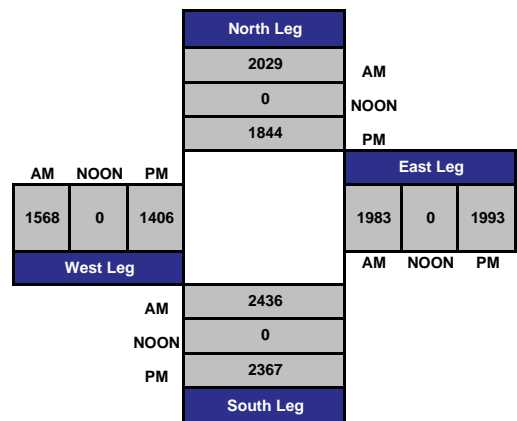 North Leg
2029 AM
0 NOON
1844 PM
AM NOON PM East Leg
1568 0 1406 1983 0 1993
West Leg AM NOON PM
AM 2436
NOON 0
PM 2367
South Leg